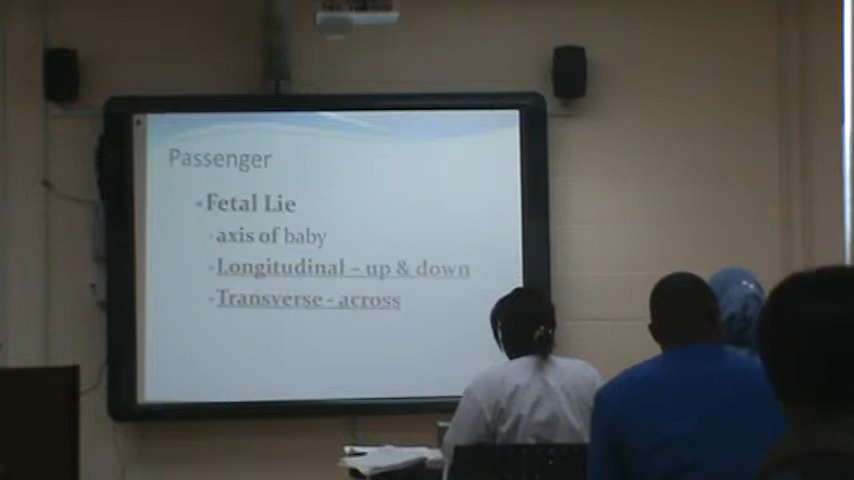 Passenger
Fetal Lie
axis of baby
Longitudinal – up & down
Transverse - across